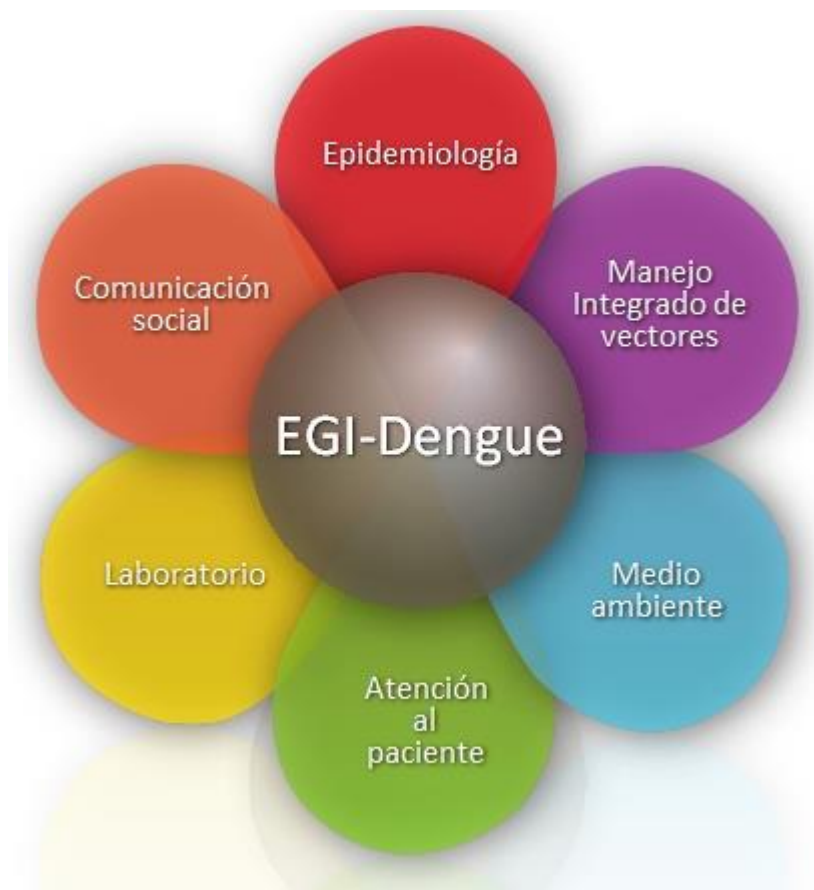 Epidemiología
Manejo
Integrado de
vectores
Comunicación
social
EGI-Dengue
Laboratorio
Medio
ambiente
Atención
al
paciente